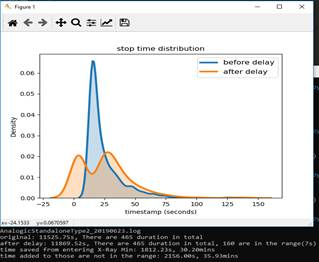 Figure 1
stop time distribution
before delay
after delay
0.06
0.05
0.04
0.03
0.02
0.01
0.00
Density
-25 0 25 50 75 100 125 150
timestamp (seconds)
x=-24.1533 y=0.0670597
AnalogicStandaloneType2_20190623.log
original: 11525.75s, There are 465 duration in total
after delay: 11869.52s, There are 465 duration in total, 160 are in the range(7s)
time saved from entering X-Ray Min: 1812.23s, 30.20mins
time added to those are not in the range: 2156.00s, 35.93mins